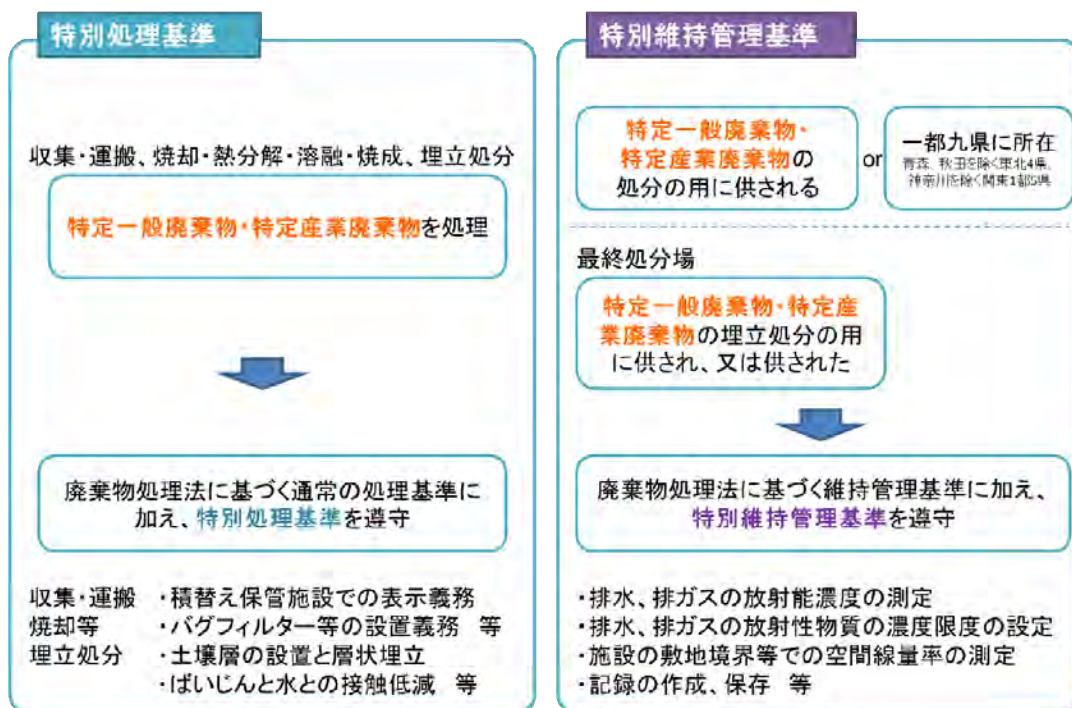 特別処理基準
収集・運搬、焼却・熱分解・溶融・焼成、埋立処分
特定一般廃棄物・特定産業廃棄物を処理
廃棄物処理法に基づく通常の処理基準に
加え、特別処理基準を遵守
収集・運搬 ・積替え保管施設での表示義務
焼却等 ・バグフィルター等の設置義務 等
埋立処分 ・土壌層の設置と層状埋立
・ばいじんと水との接触低減 等
特別維持管理基準
特定一般廃棄物・
特定産業廃棄物の
処分の用に供される
or
一都九県に所在
青森、秋田を除く東北4県、
神奈川を除く関東1都5県
最終処分場
特定一般廃棄物・特定産
業廃棄物の埋立処分の用
に供され、又は供された
廃棄物処理法に基づく維持管理基準に加え、
特別維持管理基準を遵守
・排水、排ガスの放射能濃度の測定
・排水、排ガスの放射性物質の濃度限度の設定
・施設の敷地境界等での空間線量率の測定
・記録の作成、保存 等